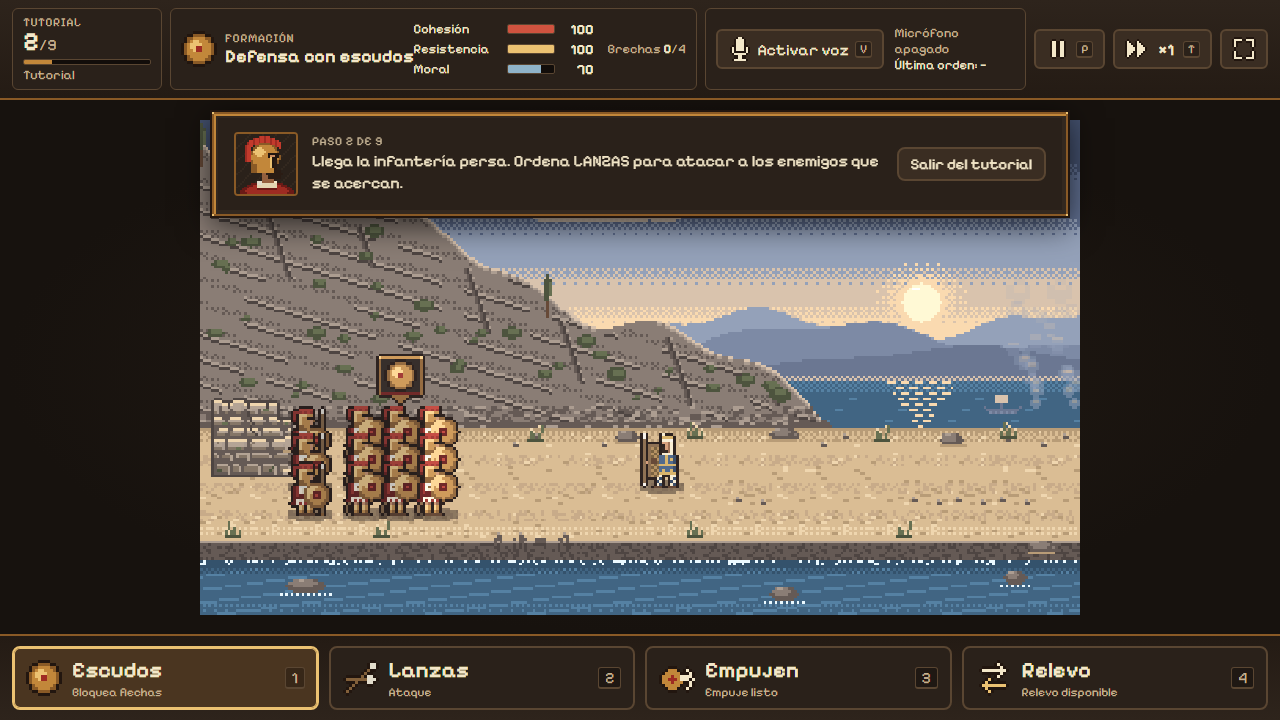 TUTORIAL
2/9
Tutorial
FORMACIÓN
Defensa con escudos
Cohesión 100
Resistencia 100 Brechas 0/4
Moral 70
Activar voz V
Micrófono
apagado
Última orden: -
P
×1 ↑
PASO 2 DE 9
Llega la infantería persa. Ordena LANZAS para atacar a los enemigos que
se acercan.
Salir del tutorial
Escudos 1
Bloquea flechas
Lanzas 2
Ataque
Empujen 3
Empuje listo
Relevo 4
Relevo disponible